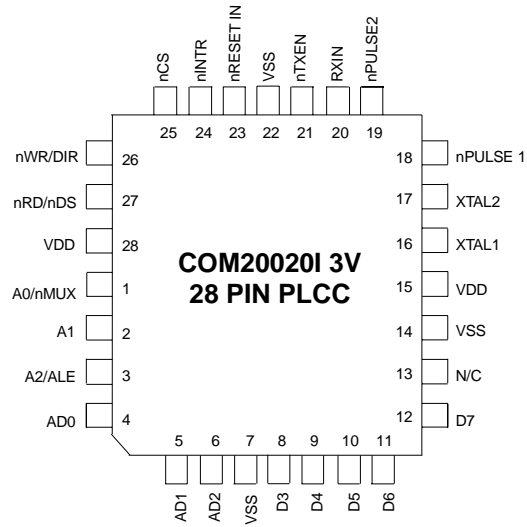 nCS
nINTR
nRESET IN
VSS
nTXEN
RXIN
nPULSE2
25
24
23
22
21
20
19
nWR/DIR
26
nRD/nDS
27
VDD
28
A0/nMUX
1
A1
2
A2/ALE
3
AD0
4
COM20020I 3V
28 PIN PLCC
18
nPULSE 1
17
XTAL2
16
XTAL1
15
VDD
14
VSS
13
N/C
12
D7
5
6
7
8
9
10
11
AD1
AD2
VSS
D3
D4
D5
D6